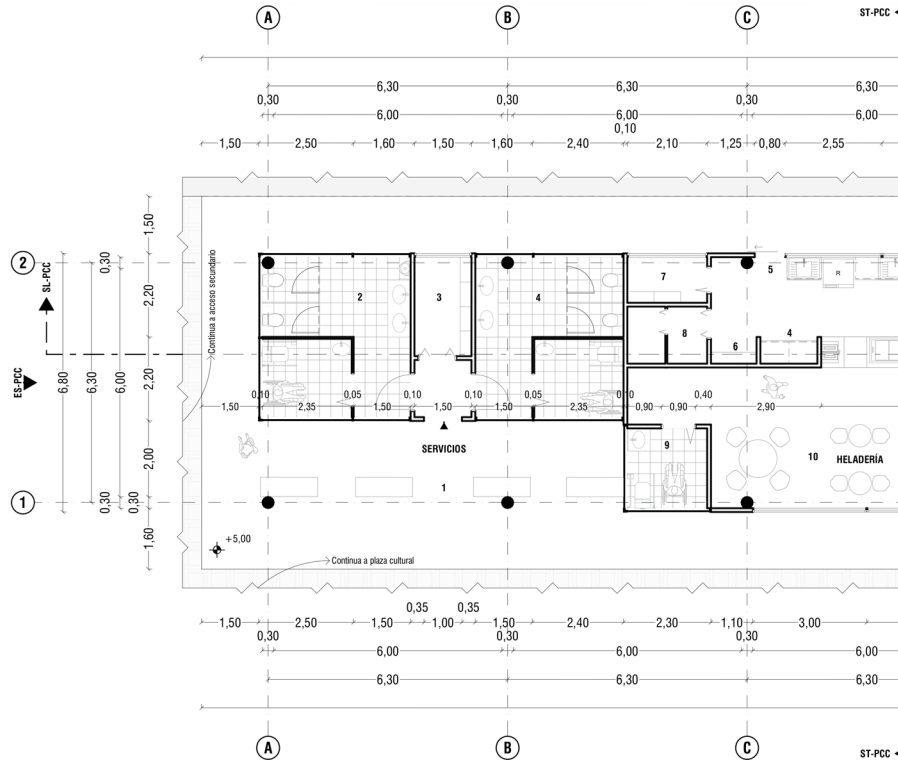 A B C ST-PCC
6,30 6,30 6,30
0,30 0,30 0,30
6,00 6,00 6,00
0,10
1,50 2,50 1,60 1,50 1,60 2,40 2,10 1,25 0,80 2,55
2
SL-PCC
ES-PCC
6,80 6,30 6,00 0,30 0,30 0,30
1,50 2,20 2,20 2,00 1,60
Continua a acceso secundario
2 3 4 7 5 R
8 6 4
0,10 0,05 0,10 0,10 0,05 0,10 0,40
1,50 2,35 1,50 1,50 1,50 2,35 0,90 0,90 2,90
SERVICIOS
9 10 HELADERÍA
1
1
+5,00
Continua a plaza cultural
0,35 0,35
1,50 2,50 1,50 1,00 1,50 2,40 2,30 1,10 3,00
0,30 0,30 0,30
6,00 6,00 6,00
6,30 6,30 6,30
A B C ST-PCC